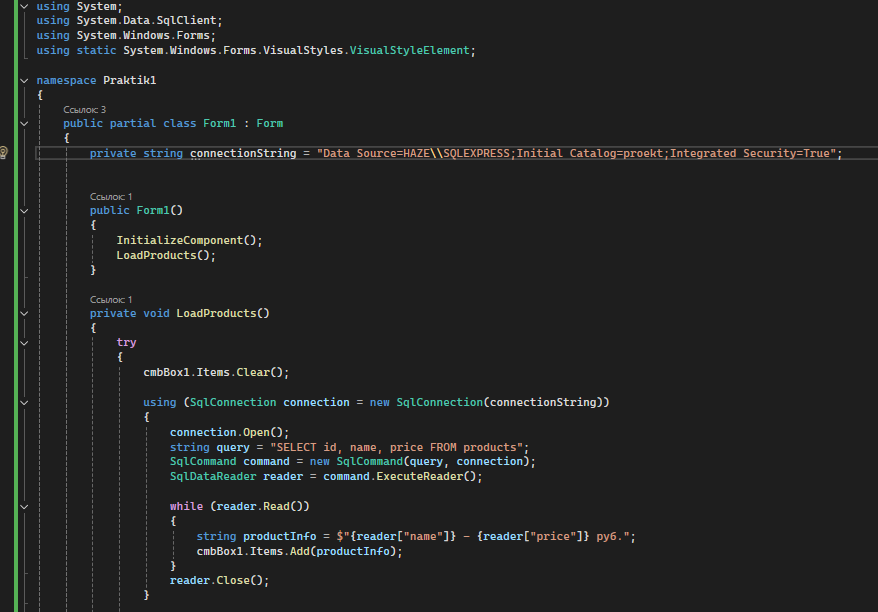 using System;
using System.Data.SqlClient;
using System.Windows.Forms;
using static System.Windows.Forms.VisualStyles.VisualStyleElement;
namespace Praktik1
{
Ссылок: 3
public partial class Form1 : Form
{
private string connectionString = "Data Source=HAZE\\SQLEXPRESS;Initial Catalog=proekt;Integrated Security=True";
Ссылок: 1
public Form1()
{
InitializeComponent();
LoadProducts();
}
Ссылок: 1
private void LoadProducts()
{
try
{
cmbBox1.Items.Clear();
using (SqlConnection connection = new SqlConnection(connectionString))
{
connection.Open();
string query = "SELECT id, name, price FROM products";
SqlCommand command = new SqlCommand(query, connection);
SqlDataReader reader = command.ExecuteReader();
while (reader.Read())
{
string productInfo = $"{reader["name"]} - {reader["price"]} руб.";
cmbBox1.Items.Add(productInfo);
}
reader.Close();
}